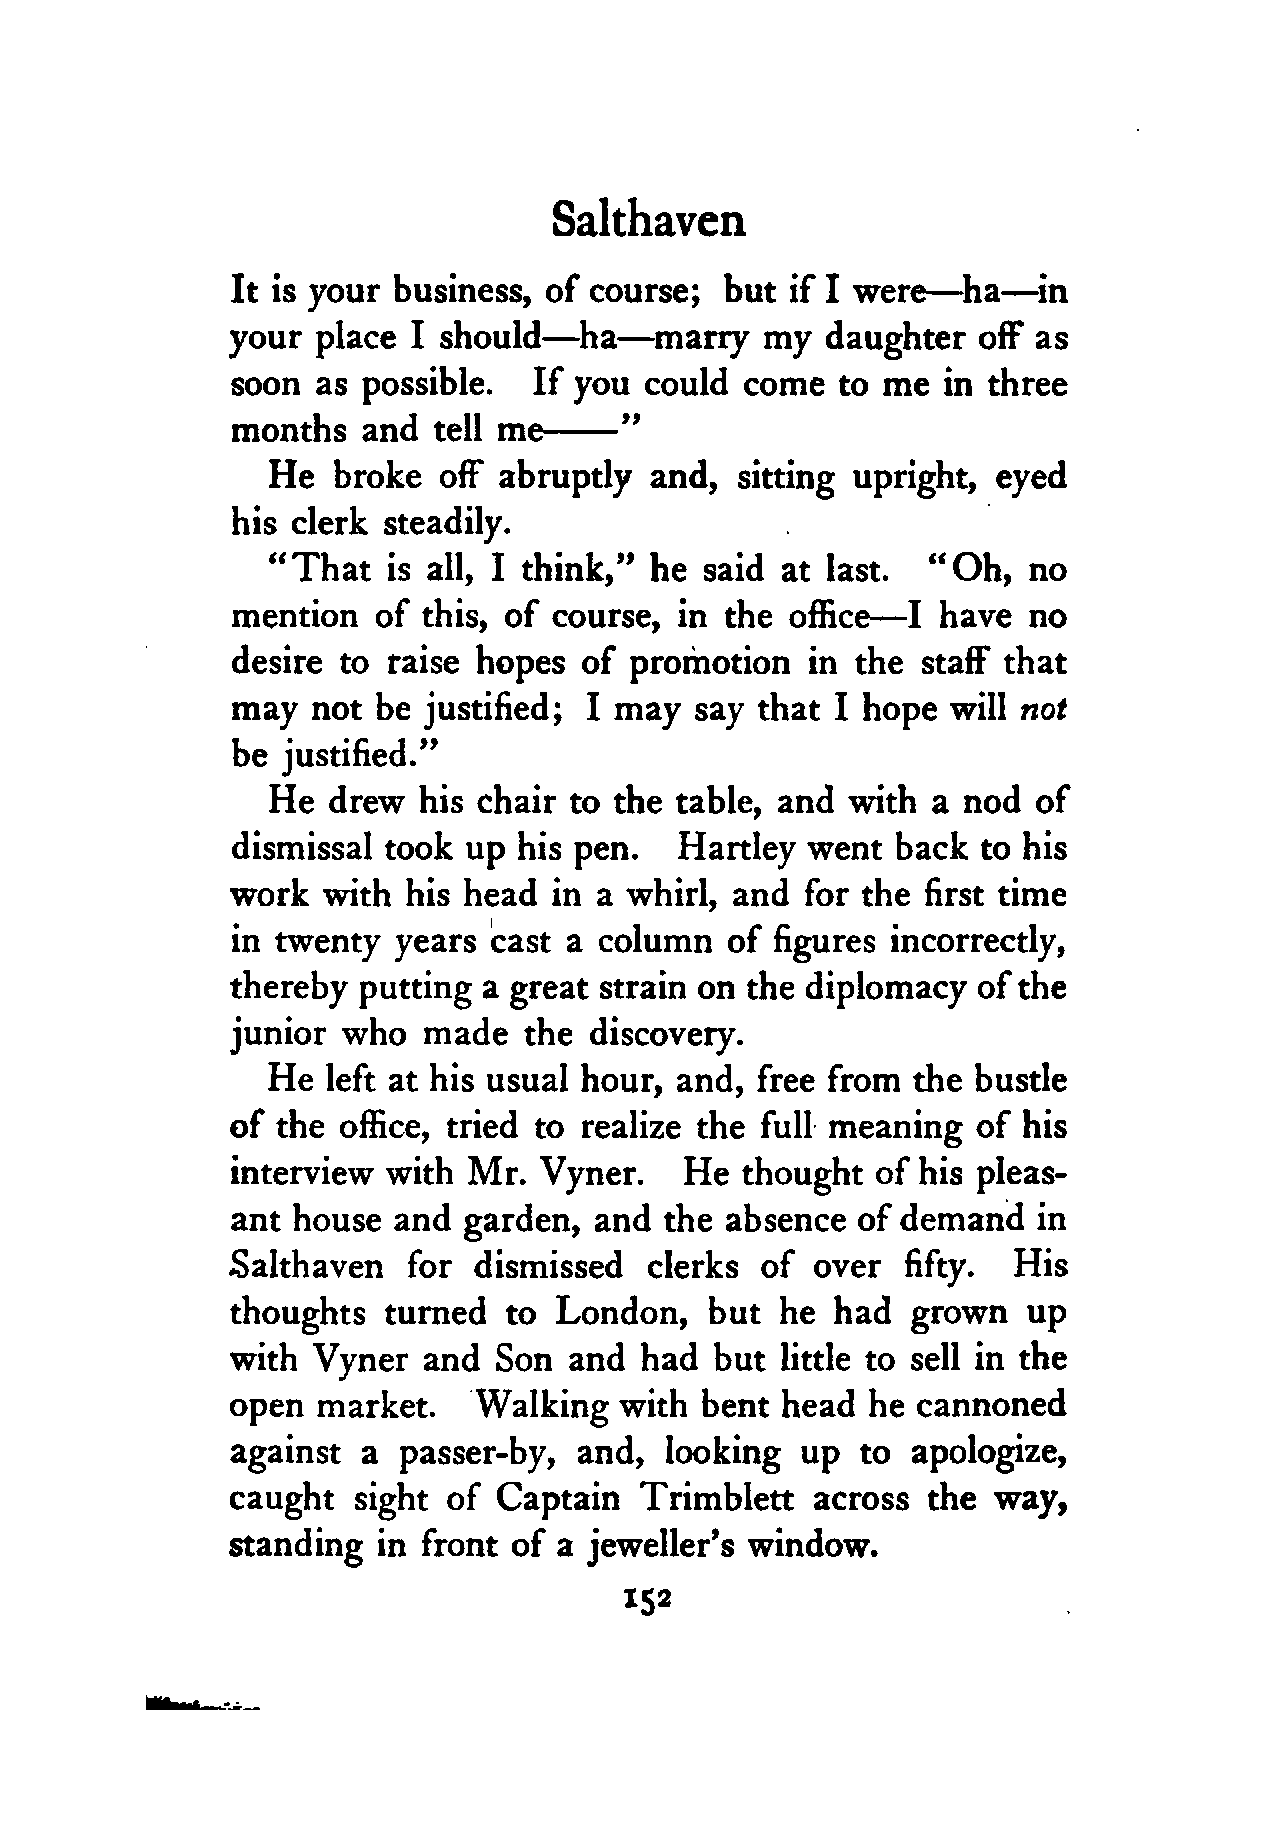 Salthaven
It is your business, of course; but if I were—ha—in
your place I should—ha—marry my daughter off as
soon as possible. If you could come to me in three
months and tell me——"
He broke off abruptly and, sitting upright, eyed
his clerk steadily.
"That is all, I think," he said at last. "Oh, no
mention of this, of course, in the office—I have no
desire to raise hopes of promotion in the staff that
may not be justified; I may say that I hope will not
be justified."
He drew his chair to the table, and with a nod of
dismissal took up his pen. Hartley went back to his
work with his head in a whirl, and for the first time
in twenty years cast a column of figures incorrectly,
thereby putting a great strain on the diplomacy of the
junior who made the discovery.
He left at his usual hour, and, free from the bustle
of the office, tried to realize the full meaning of his
interview with Mr. Vyner. He thought of his pleas-
ant house and garden, and the absence of demand in
Salthaven for dismissed clerks of over fifty. His
thoughts turned to London, but he had grown up
with Vyner and Son and had but little to sell in the
open market. Walking with bent head he cannoned
against a passer-by, and, looking up to apologize,
caught sight of Captain Trimblett across the way,
standing in front of a jeweller's window.
152